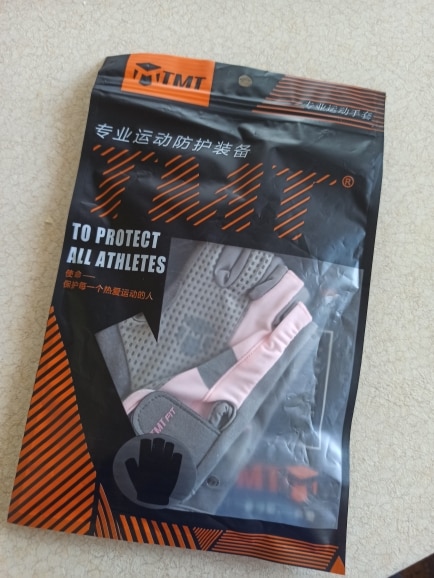 TMT
专业运动手套
专业运动防护装备
TMT®
TO PROTECT
ALL ATHLETES
使命——
保护每一个热爱运动的人
TMT FIT
TMT